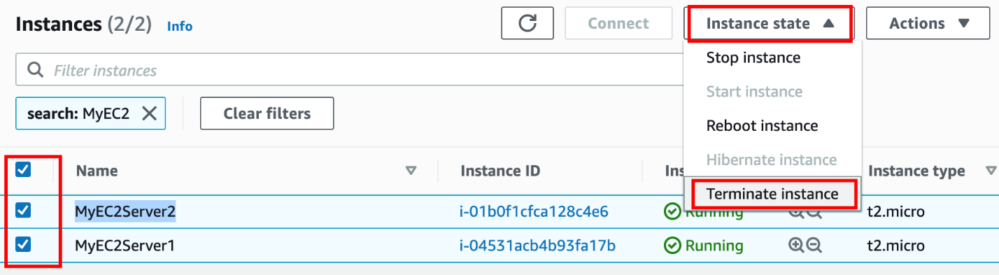 Instances (2/2) Info Connect Instance state Actions
Filter instances
Stop instance
Start instance
search: MyEC2 Clear filters
Reboot instance
Hibernate instance
Name Instance ID Ins Instance type
Terminate instance
MyEC2Server2 i-01b0f1cfca128c4e6 Running t2.micro
MyEC2Server1 i-04531acb4b93fa17b Running t2.micro